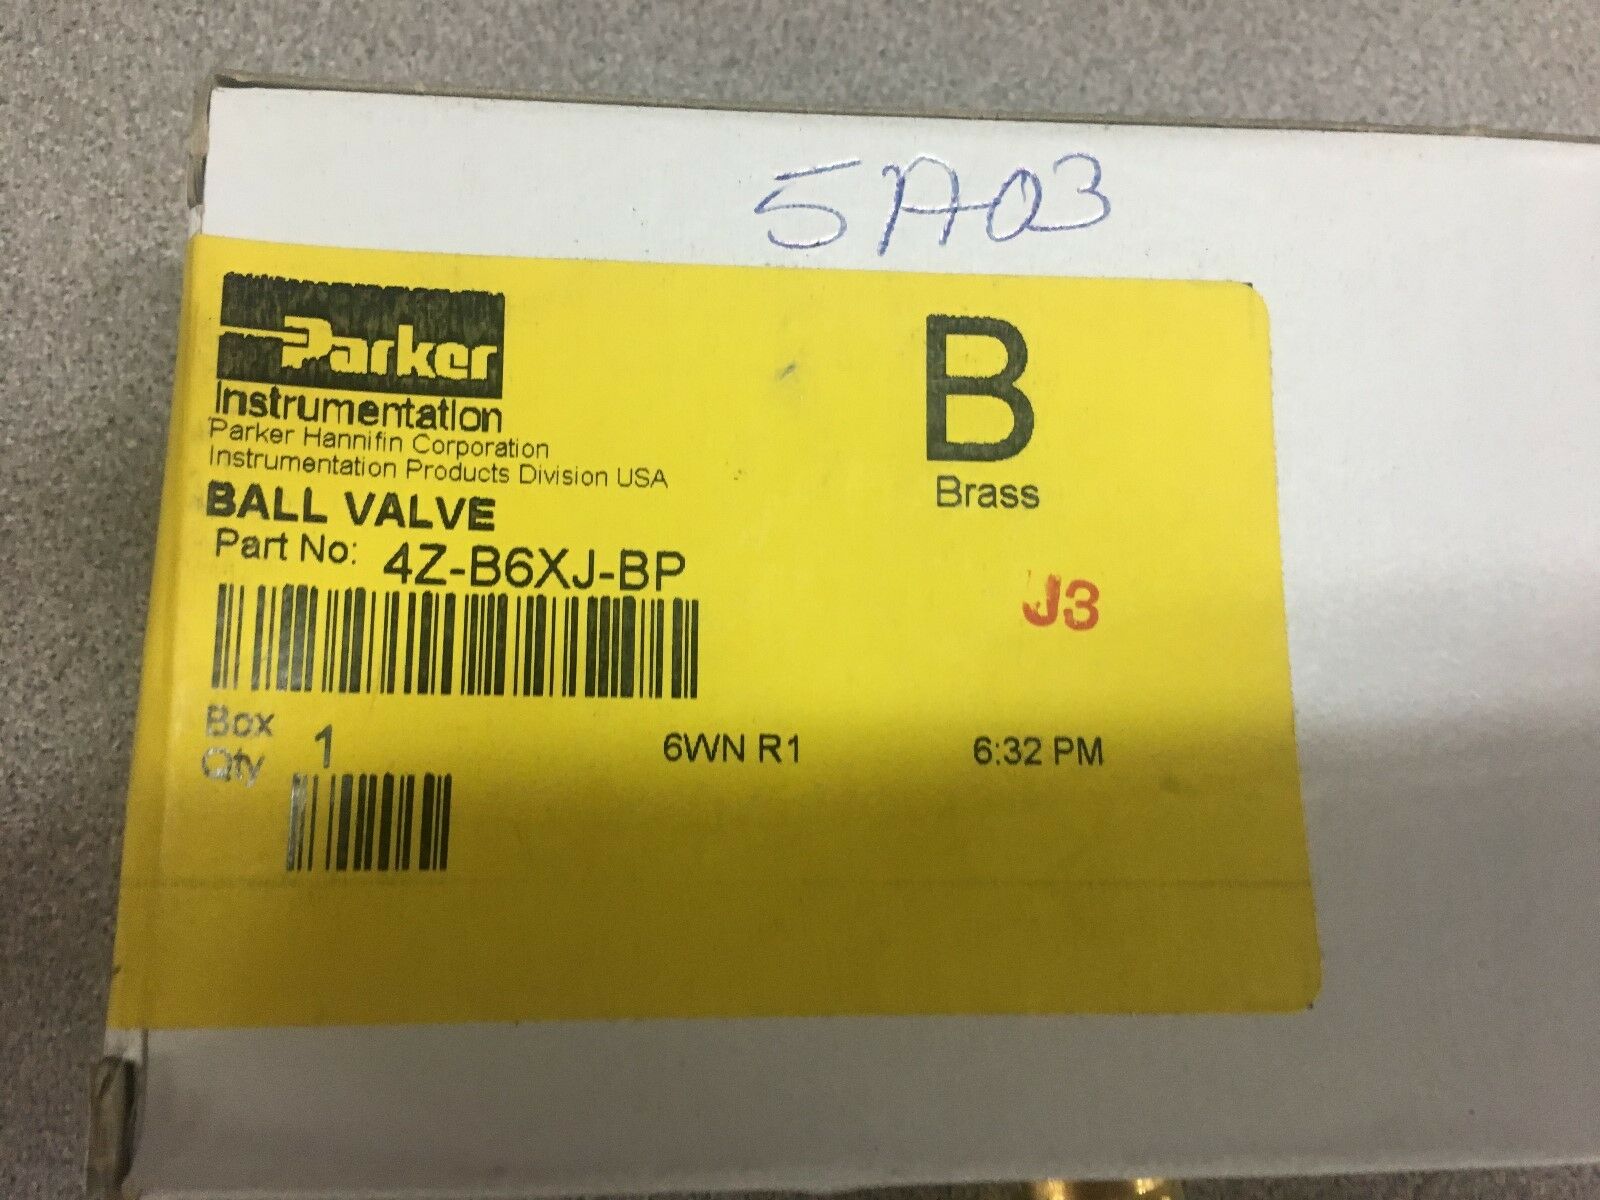 5A03
Parker
Instrumentation
Parker Hannifin Corporation
Instrumentation Products Division USA
BALL VALVE
Part No: 4Z-B6XJ-BP
B
Brass
J3
Box
Qty 1
6WN R1
6:32 PM